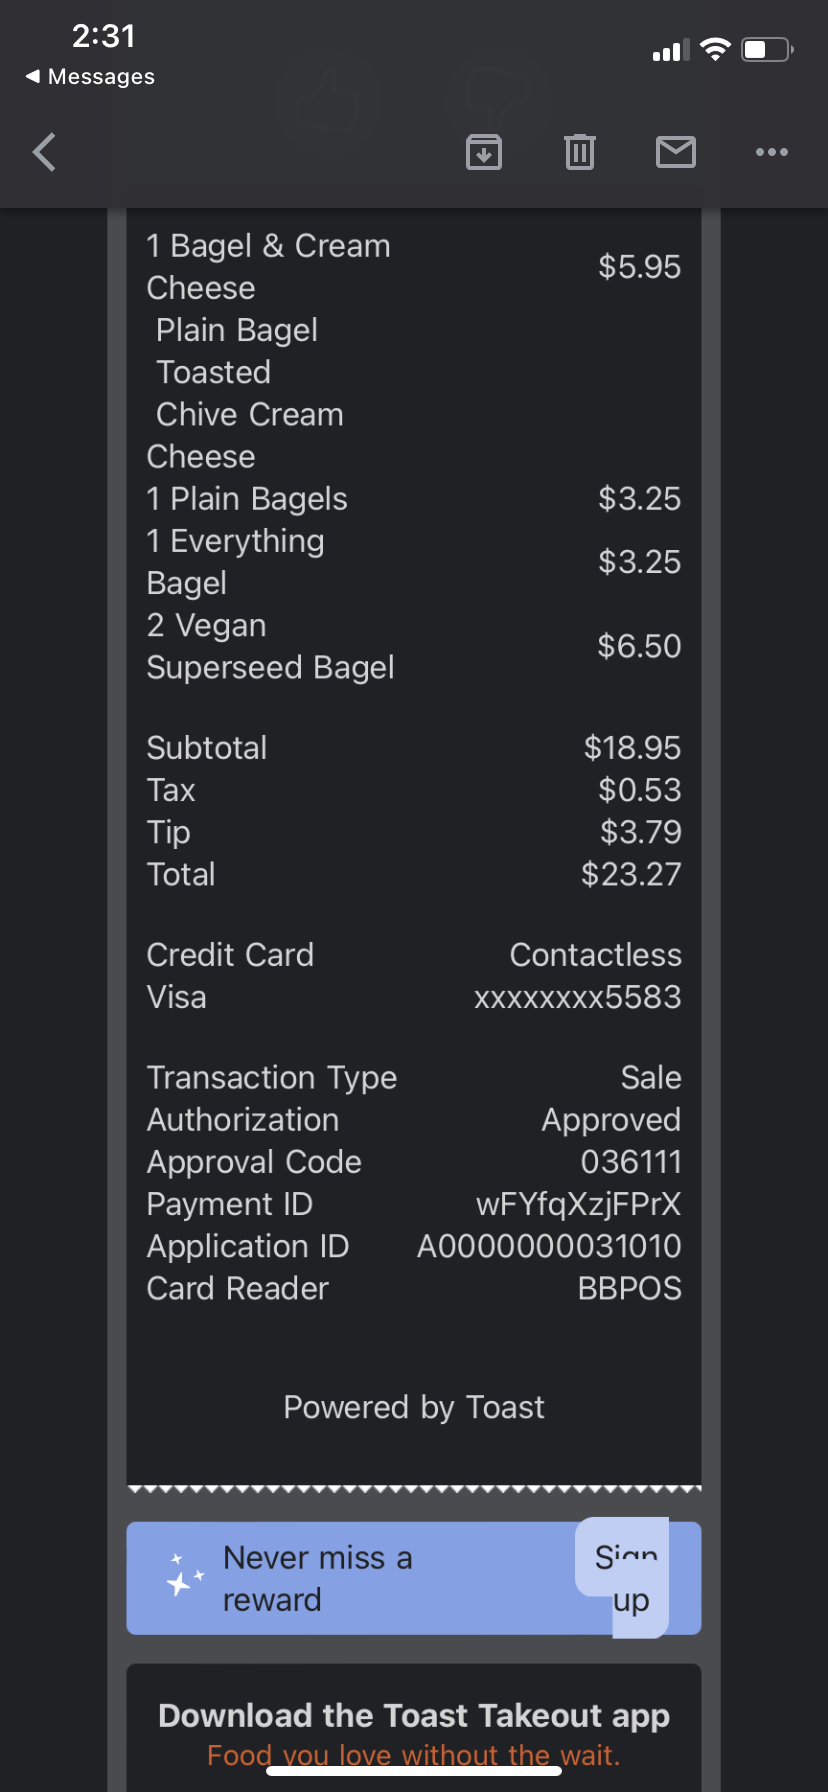 2:31
◀ Messages
1 Bagel & Cream
Cheese
$5.95
Plain Bagel
Toasted
Chive Cream
Cheese
1 Plain Bagels $3.25
1 Everything
Bagel
$3.25
2 Vegan
Superseed Bagel
$6.50
Subtotal $18.95
Tax $0.53
Tip $3.79
Total $23.27
Credit Card Contactless
Visa xxxxxxxx5583
Transaction Type Sale
Authorization Approved
Approval Code 036111
Payment ID wFYfqXzjFPrX
Application ID A0000000031010
Card Reader BBPOS
Powered by Toast
Never miss a
reward
Sign
up
Download the Toast Takeout app
Food you love without the wait.